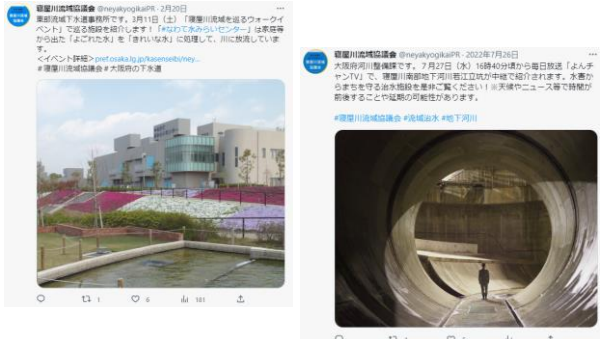 寝屋川流域協議会 @neyakyogikaiPR・2月20日
東部流域下水道事務所です。3月11日（土）「寝屋川流域を巡るウォークイベント」で巡る施設を紹介します！「#なわて水みらいセンター」は家庭等から出た「よごれた水」を「きれいな水」に処理して、川に放流しています。
<イベント詳細>pref.osaka.lg.jp/kasenseibi/ney...
#寝屋川流域協議会 #大阪府の下水道
1
6
181
寝屋川流域協議会 @neyakyogikaiPR・2022年7月26日
大阪府河川整備課です。7月27日（水）16時40分頃から毎日放送「よんチャンTV」で、寝屋川南部地下河川若江立坑が中継で紹介されます。水害からまちを守る治水施設を是非ご覧ください！※天候やニュース等で時間が前後することや延期の可能性があります。
#寝屋川流域協議会 #流域治水 #地下河川